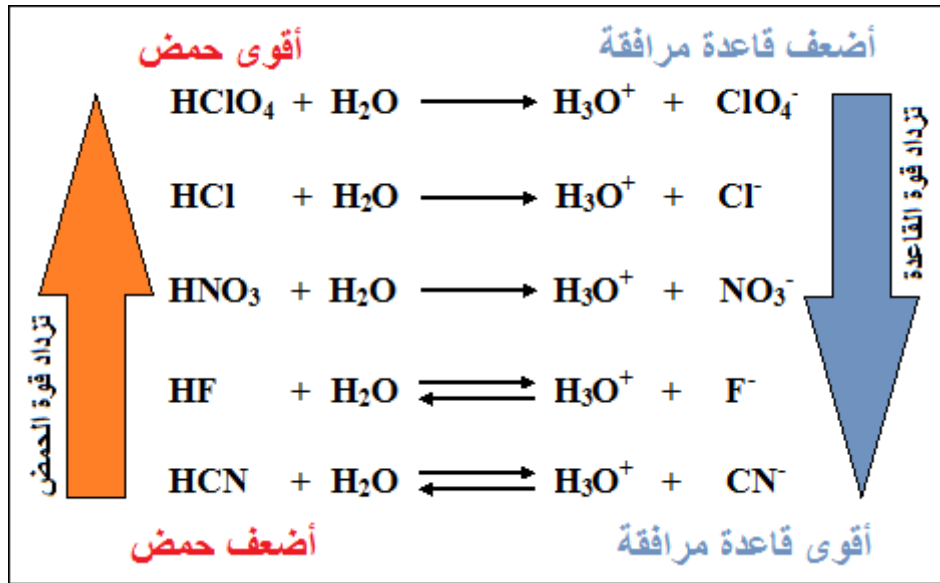 أقوى حمض
أضعف قاعدة مرافقة
HClO₄ + H₂O ⟶ H₃O⁺ + ClO₄⁻
HCl + H₂O ⟶ H₃O⁺ + Cl⁻
HNO₃ + H₂O ⟶ H₃O⁺ + NO₃⁻
HF + H₂O ⇄ H₃O⁺ + F⁻
HCN + H₂O ⇄ H₃O⁺ + CN⁻
أضعف حمض
أقوى قاعدة مرافقة
تزداد قوة الحمض
تزداد قوة القاعدة